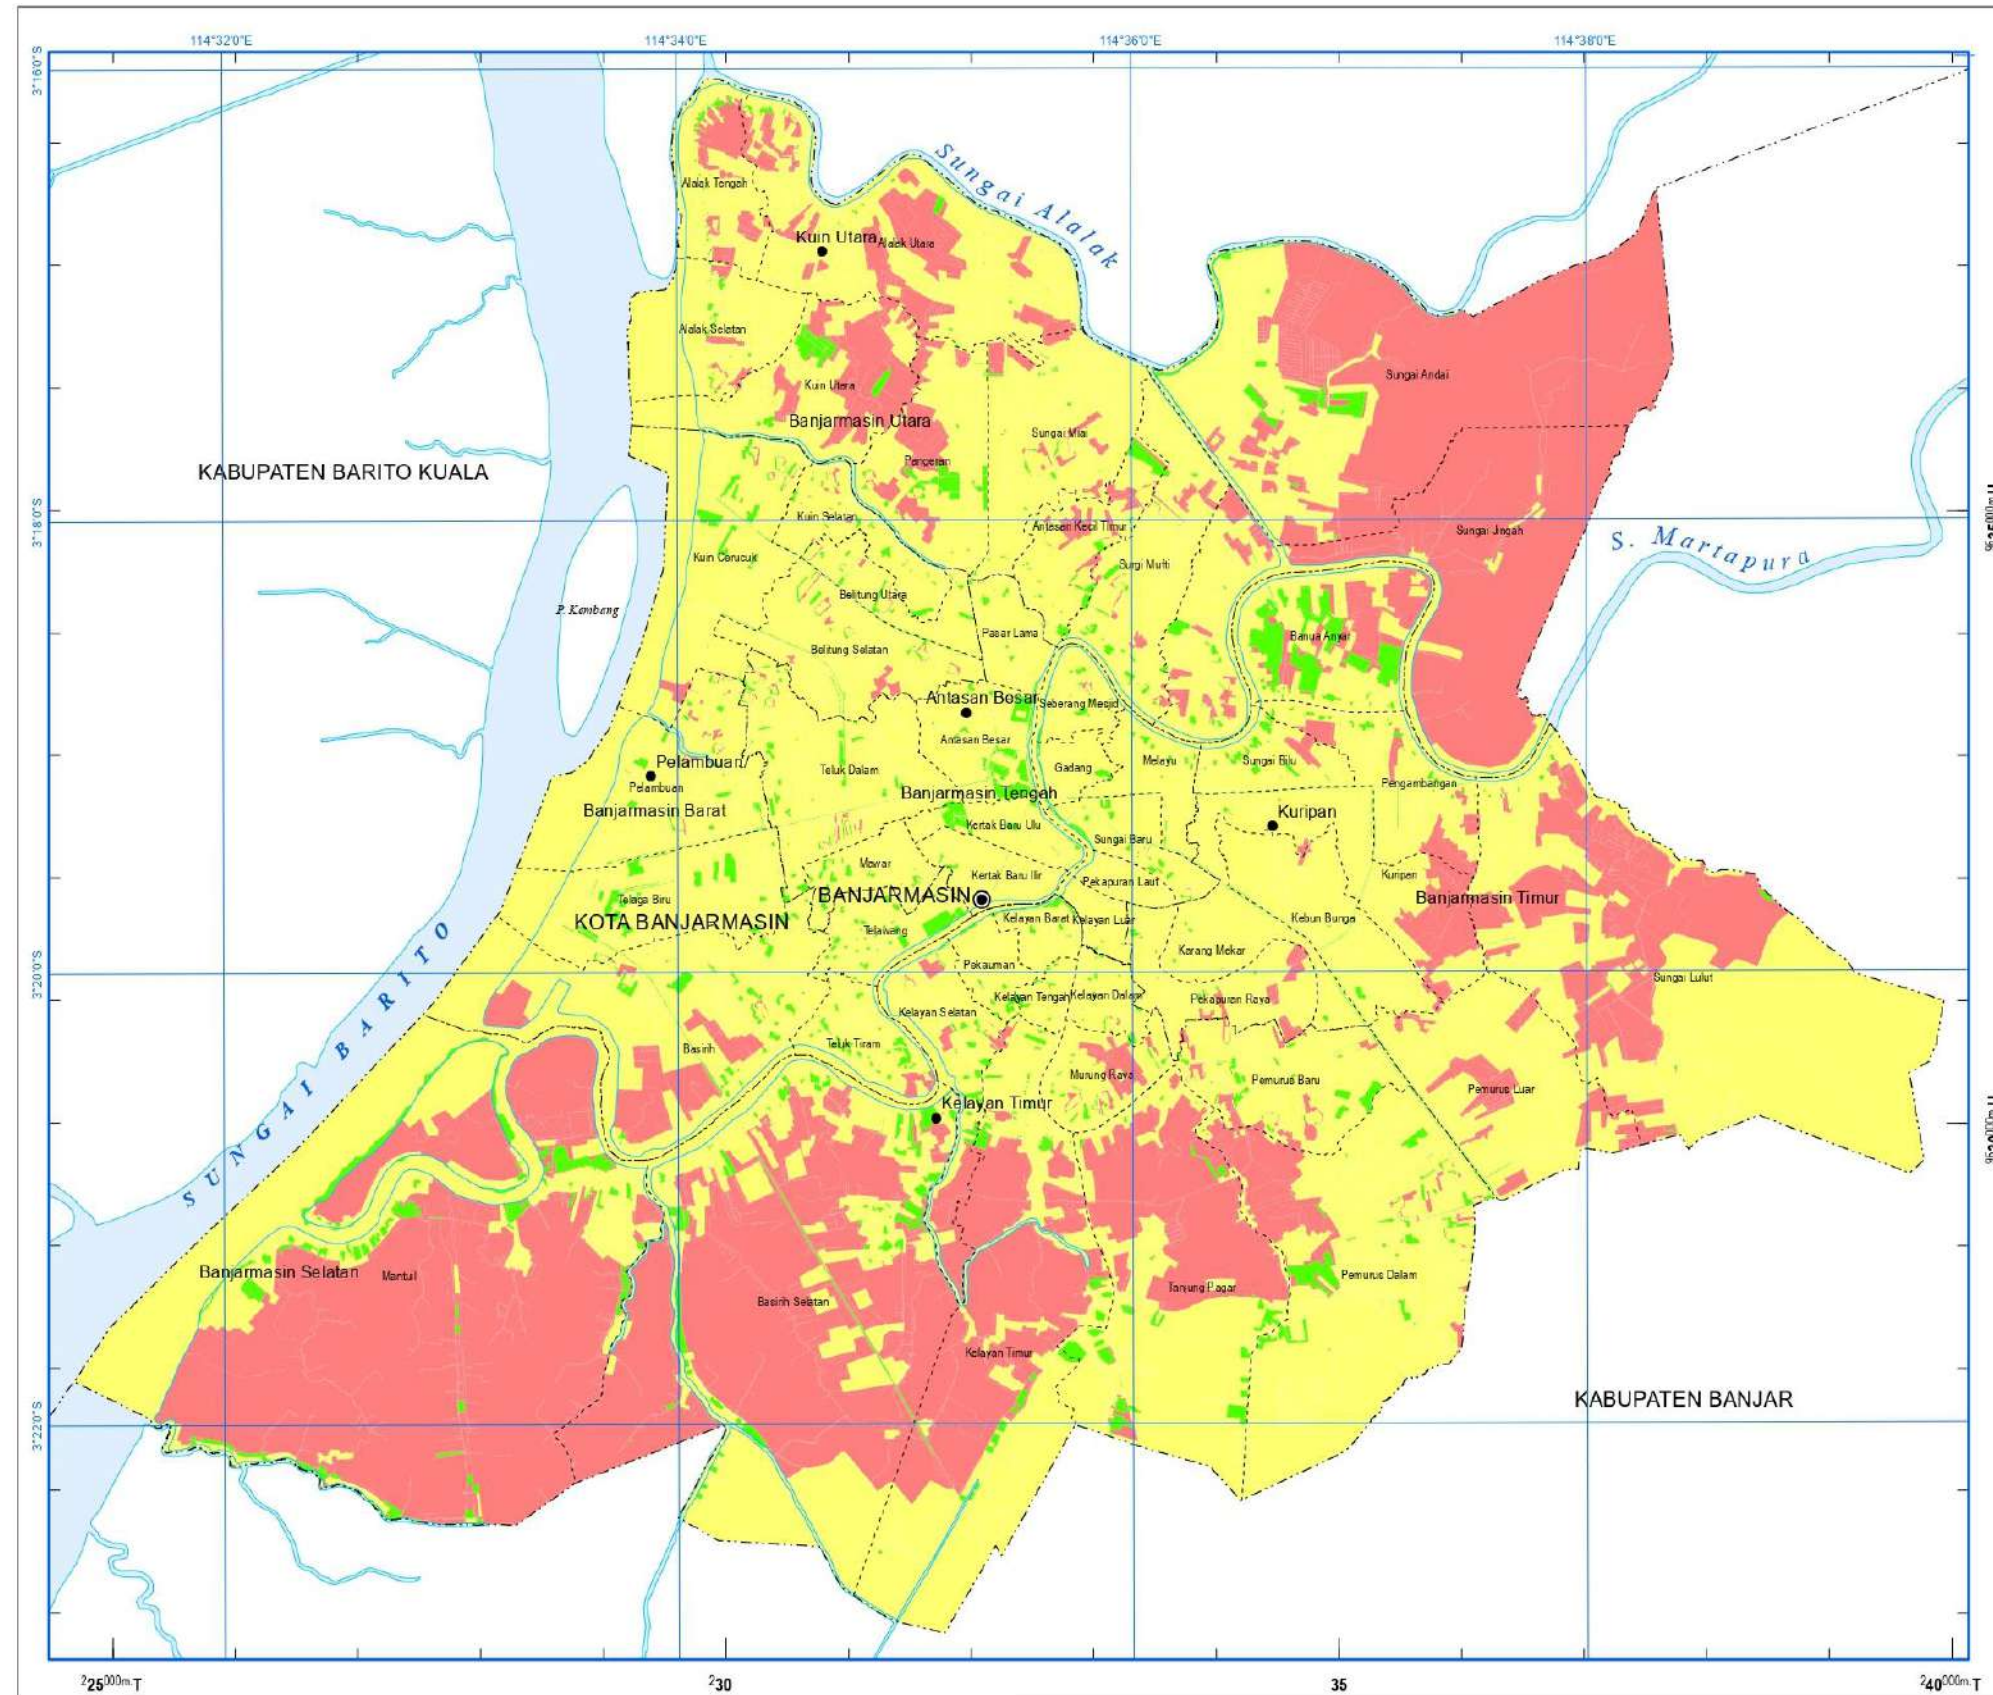 114°32'0"E
114°34'0"E
114°36'0"E
114°38'0"E
3°16'0"S
Sungai Alalak
Alalak Tengah
Kuin Utara
Alalak Utara
Alalak Selatan
Sungai Andai
Kuin Utara
Banjarmasin Utara
Sungai Miai
Pangeran
KABUPATEN BARITO KUALA
3°18'0"S
Kuin Selatan
Antasan Kecil Timur
Sungai Jingah
S. Martapura
Kuin Cerucuk
Surgi Mufti
Belitung Utara
P. Kembang
Pasar Lama
Banua Anyar
Belitung Selatan
Antasan Besar
Seberang Mesjid
Antasan Besar
Pelambuan
Teluk Dalam
Gadang
Melayu
Sungai Bilu
Pengambangan
Pelambuan
Banjarmasin Tengah
Banjarmasin Barat
Kuripan
Kertak Baru Ulu
Sungai Baru
Mawar
Kertak Baru Ilir
Pekapuran Laut
Kuripan
Telaga Biru
BANJARMASIN
Banjarmasin Timur
KOTA BANJARMASIN
Kelayan Barat
Kelayan Luar
Kebun Bunga
Telawang
Karang Mekar
Pekauman
3°20'0"S
Sungai Lulut
Kelayan Tengah
Kelayan Dalam
Pekapuran Raya
Kelayan Selatan
SUNGAI BARITO
Basirih
Teluk Tiram
Murung Raya
Pemurus Baru
Pemurus Luar
Kelayan Timur
Banjarmasin Selatan
Mantuil
Pemurus Dalam
Tanjung Pagar
Basirih Selatan
Kelayan Timur
KABUPATEN BANJAR
3°22'0"S
225000m.T
230
35
240000m.T